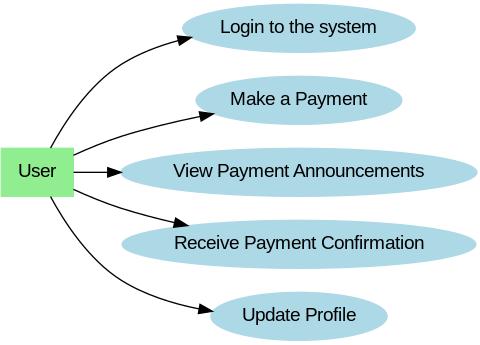 Login to the system
Make a Payment
User
View Payment Announcements
Receive Payment Confirmation
Update Profile